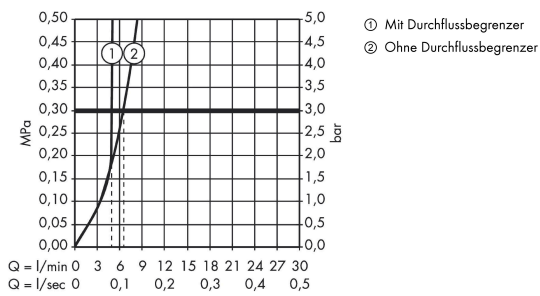 0,50 5,0 ① Mit Durchflussbegrenzer
0,45 ① ② 4,5 ② Ohne Durchflussbegrenzer
0,40 4,0
0,35 3,5
0,30 3,0
MPa 0,25 2,5 bar
0,20 2,0
0,15 1,5
0,10 1,0
0,05 0,5
0,00 0,0
Q = l/min 0 3 6 9 12 15 18 21 24 27 30
Q = l/sec 0 0,1 0,2 0,3 0,4 0,5